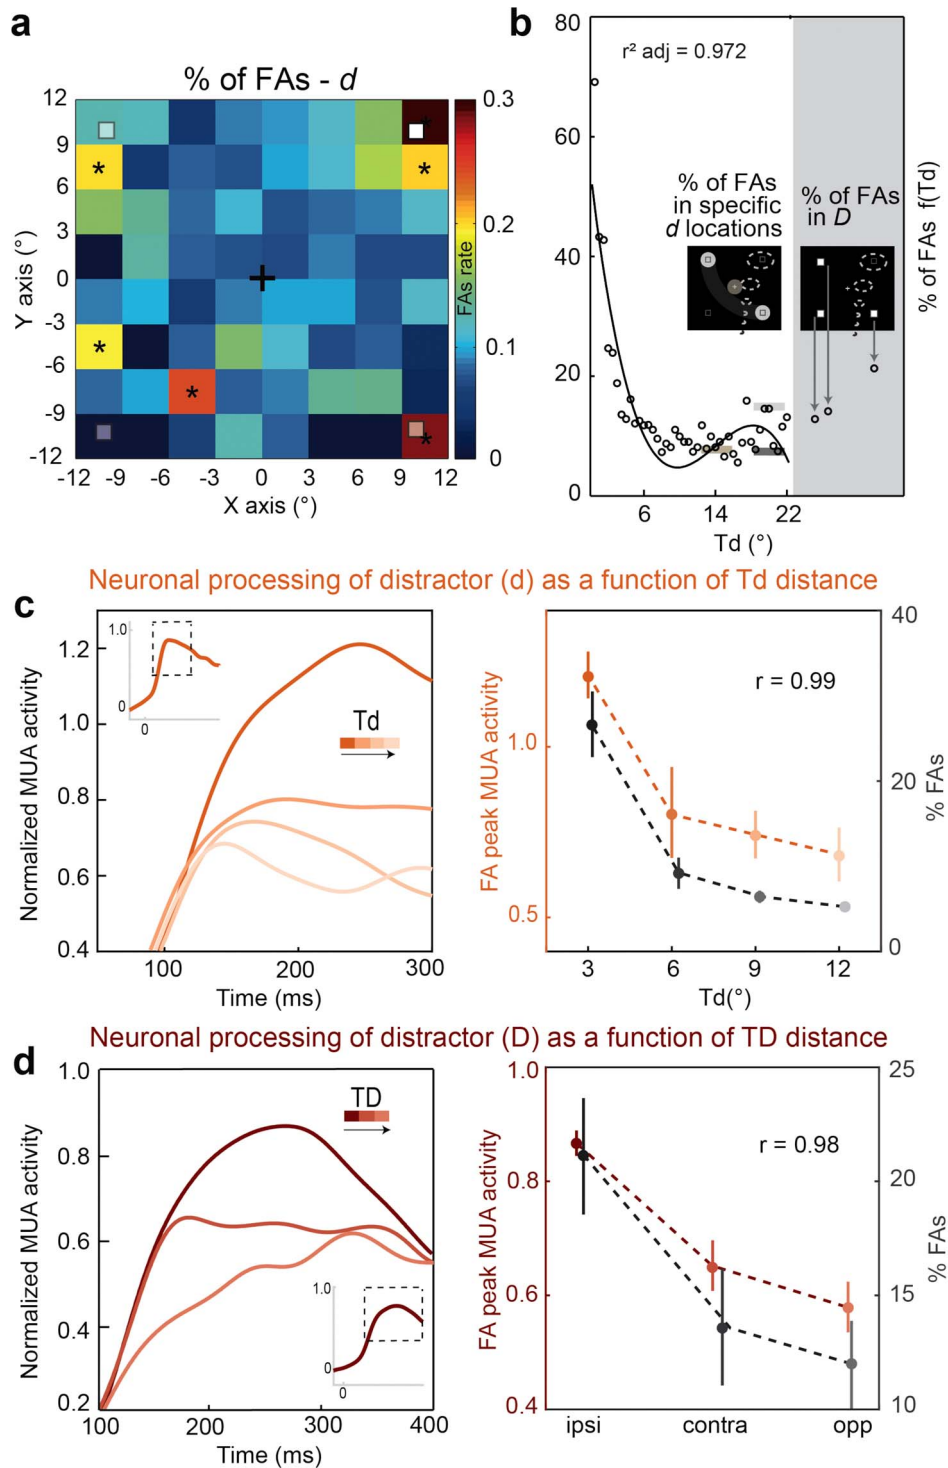 a
% of FAs - d
12
9
6
3
0
-3
-6
-9
-12
Y axis (°)
-12 -9 -6 -3 0 3 6 9 12
X axis (°)
* * * * * *
0.3
0.2
0.1
0
FAs rate
b
80
60
40
20
0
r² adj = 0.972
% of FAs
in specific
d locations
% of FAs
in D
% of FAs f(Td)
6 14 22
Td (°)
Neuronal processing of distractor (d) as a function of Td distance
c
1.2
1.0
0.8
0.6
0.4
Normalized MUA activity
1.0
0
0
Td
100 200 300
Time (ms)
1.0
0.5
FA peak MUA activity
r = 0.99
40
20
0
% FAs
3 6 9 12
Td(°)
Neuronal processing of distractor (D) as a function of TD distance
d
1.0
0.8
0.6
0.4
0.2
Normalized MUA activity
TD
1.0
0
0
100 200 300 400
Time (ms)
1.0
0.8
0.6
0.4
FA peak MUA activity
r = 0.98
25
20
15
10
% FAs
ipsi contra opp